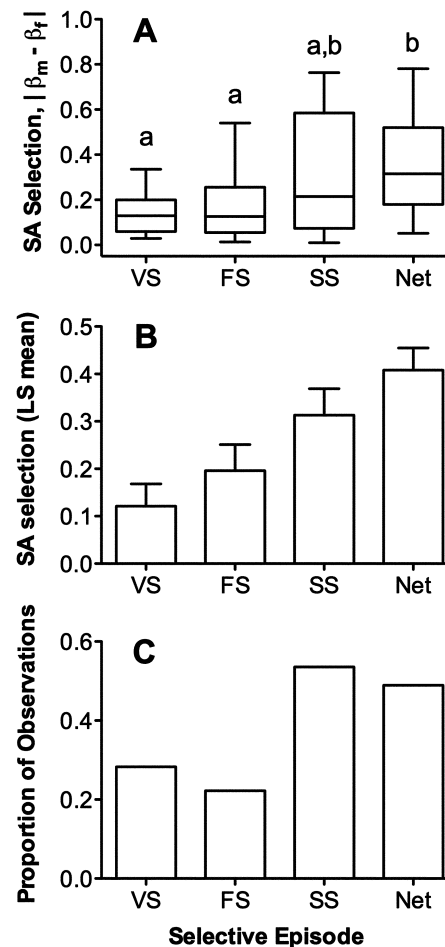 A
SA Selection, | βm - βf |
1.0
0.8
0.6
0.4
0.2
0.0
a
a
a,b
b
VS FS SS Net
B
SA selection (LS mean)
0.5
0.4
0.3
0.2
0.1
0.0
VS FS SS Net
C
Proportion of Observations
0.6
0.4
0.2
0.0
VS FS SS Net
Selective Episode